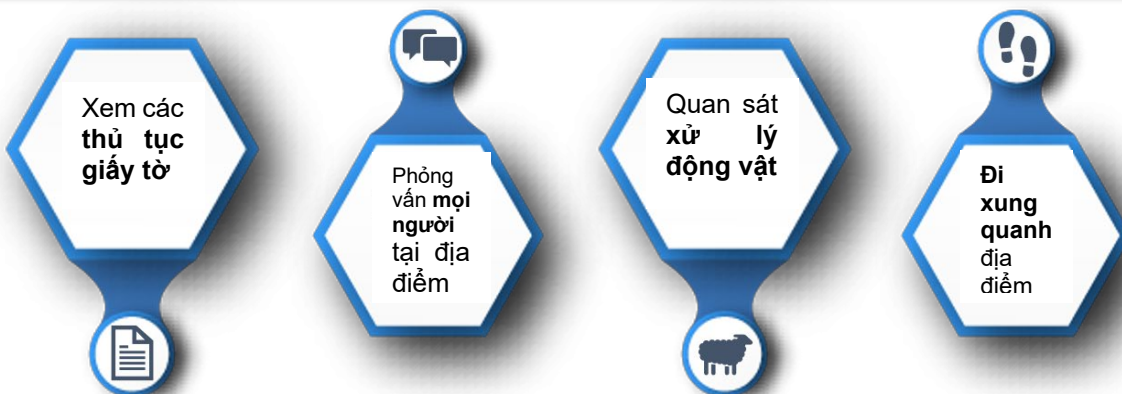 Xem các
thủ tục
giấy tờ
Phỏng
vấn mọi
người
tại địa
điểm
Quan sát
xử lý
động vật
Đi
xung
quanh
địa
điểm